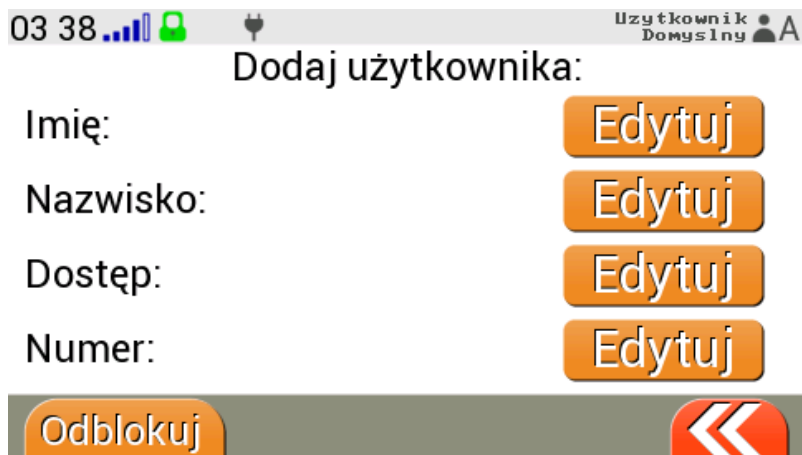 03 38
Uzytkownik
Domyslny A
Dodaj użytkownika:
Imię: Edytuj
Nazwisko: Edytuj
Dostęp: Edytuj
Numer: Edytuj
Odblokuj